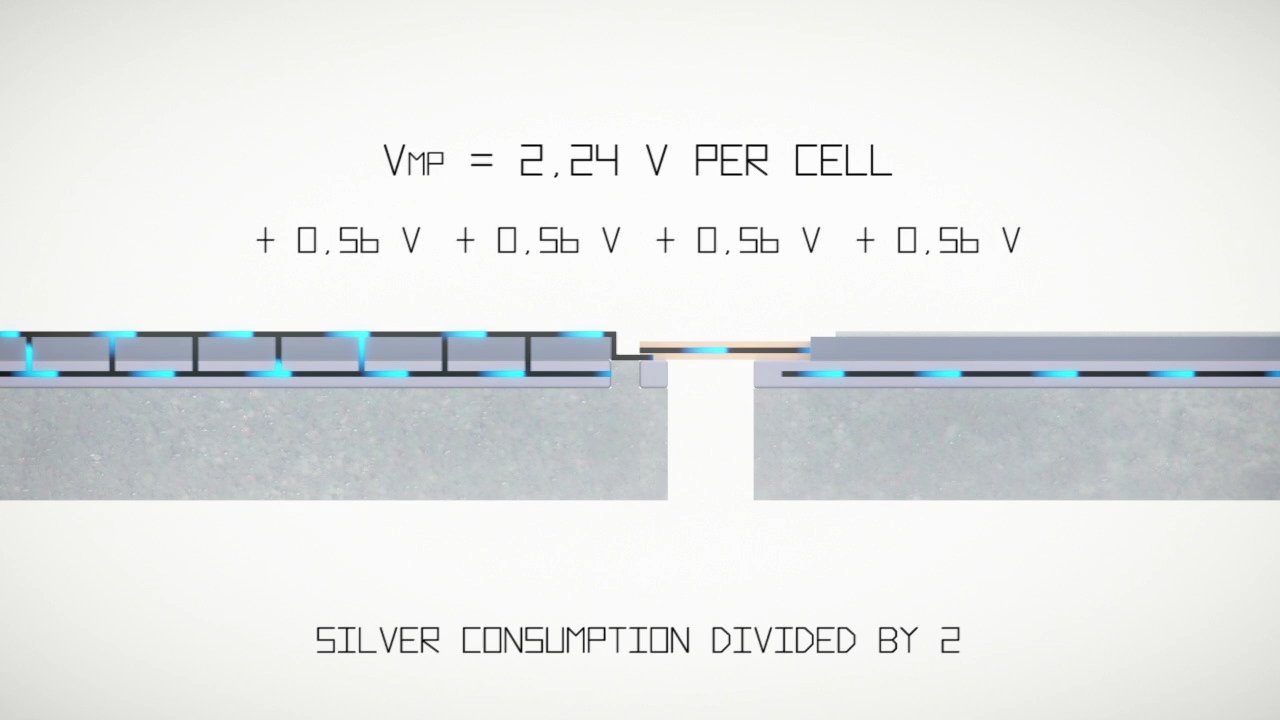 VMP = 2,24 V PER CELL
+ 0,56 V + 0,56 V + 0,56 V + 0,56 V
SILVER CONSUMPTION DIVIDED BY 2